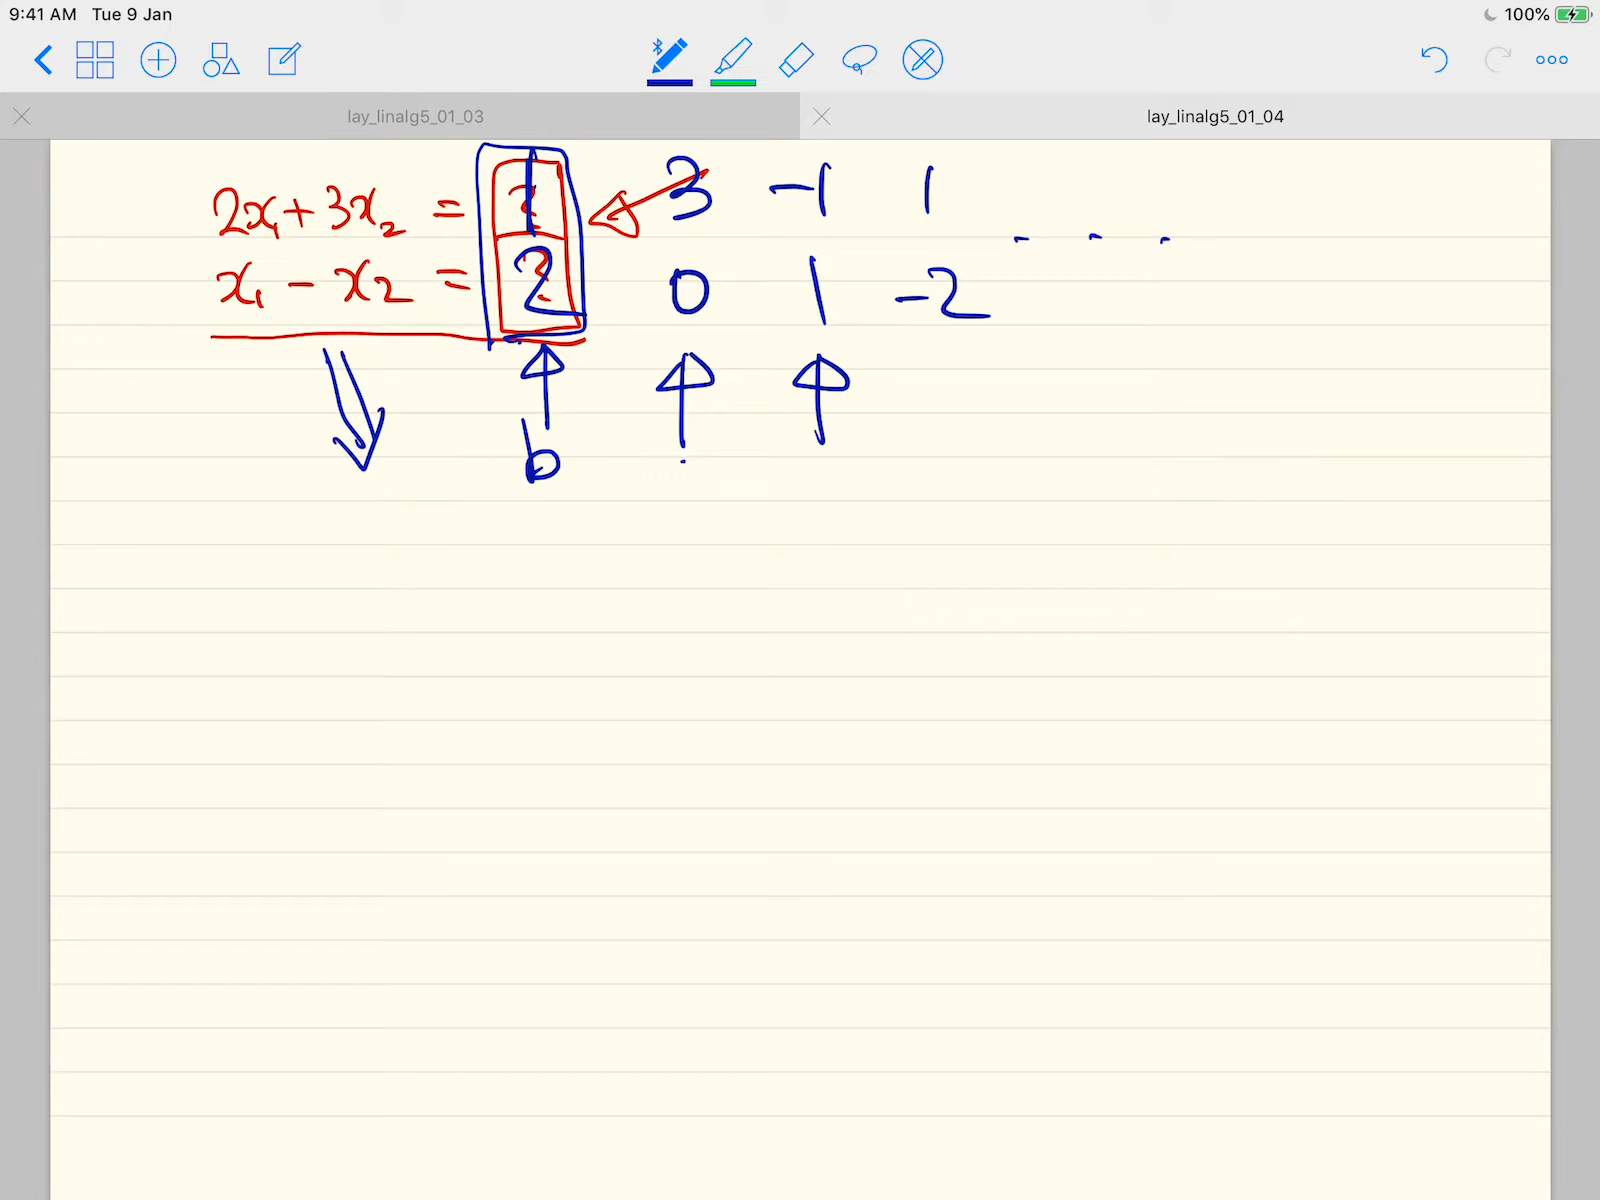 9:41 AM Tue 9 Jan 100%
lay_linalg5_01_03 lay_linalg5_01_04
2x₁ + 3x₂ = 1 3 -1 1
x₁ - x₂ = 2 0 1 -2 . . .
b